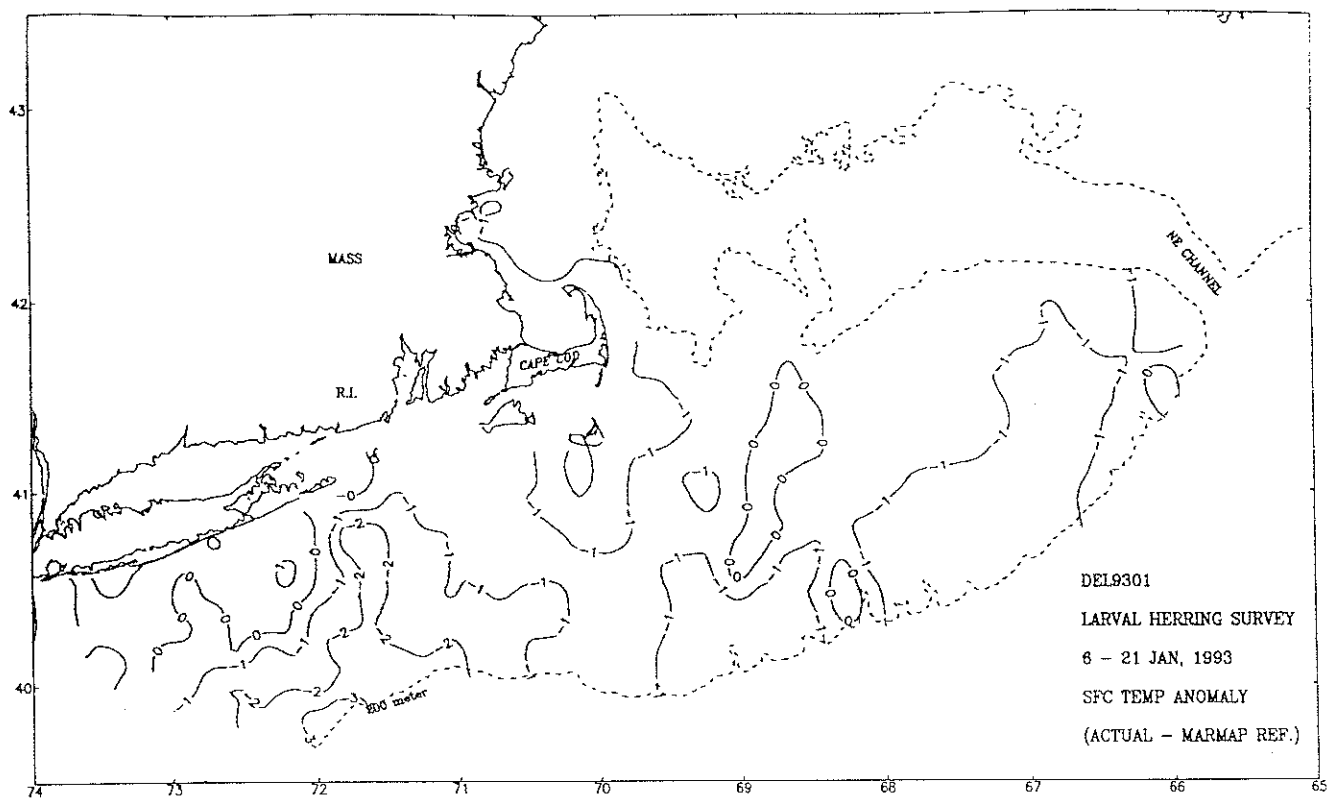 43
42
41
40
74
73
72
71
70
69
68
67
66
65
MASS
R.I.
CAPE COD
NE CHANNEL
200 meter
DEL9301
LARVAL HERRING SURVEY
6 - 21 JAN, 1993
SFC TEMP ANOMALY
(ACTUAL - MARMAP REF.)